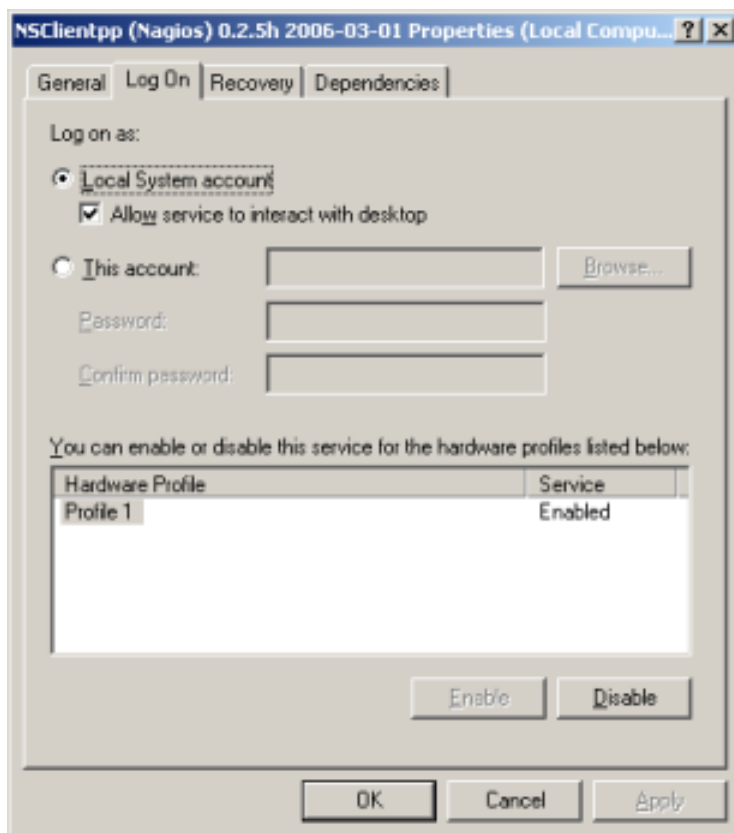 NSClientpp (Nagios) 0.2.5h 2006-03-01 Properties (Local Compu...
General Log On Recovery Dependencies
Log on as:
Local System account
Allow service to interact with desktop
This account:
Browse...
Password:
Confirm password:
You can enable or disable this service for the hardware profiles listed below:
Hardware Profile Service
Profile 1 Enabled
Enable Disable
OK Cancel Apply